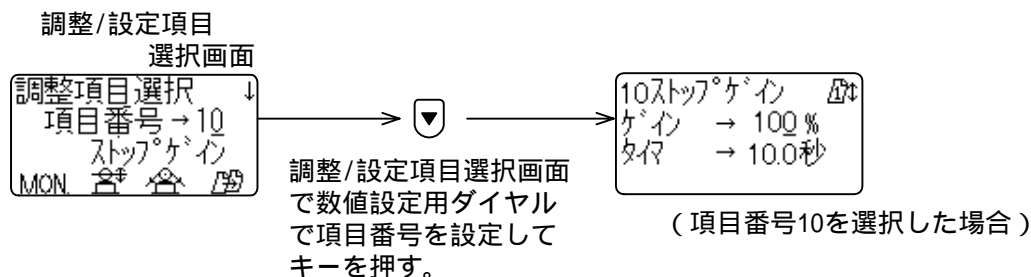 調整/設定項目
選択画面
調整項目選択 ↓
項目番号→10
ストップゲイン
MON.
調整/設定項目選択画面
で数値設定用ダイヤル
で項目番号を設定して
キーを押す。
10ストップゲイン
ゲイン → 100 %
タイマ → 10.0秒
(項目番号10を選択した場合)